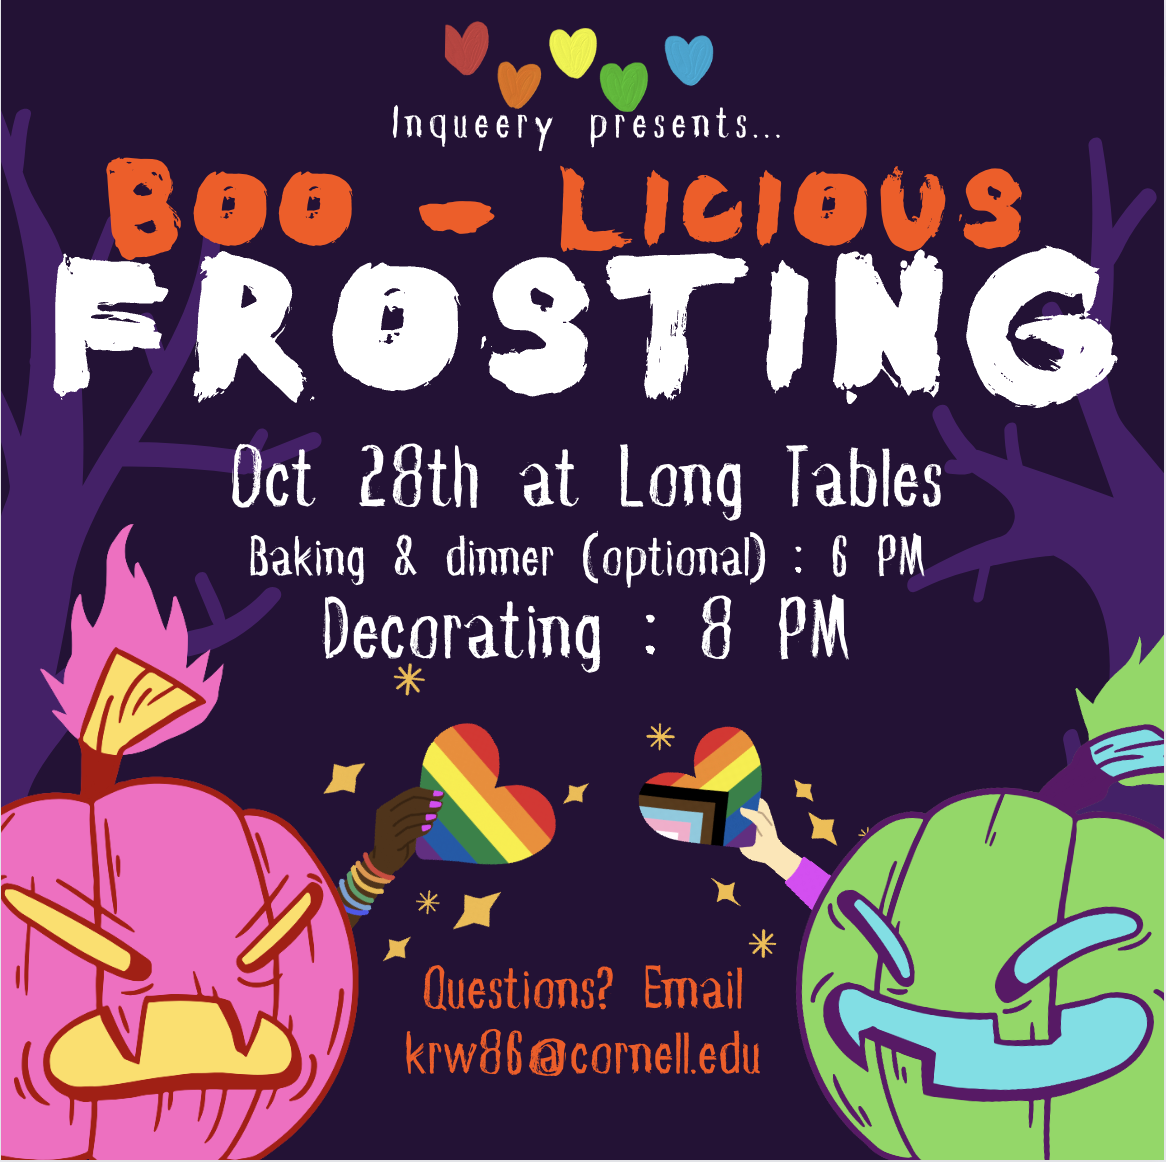 Inqueery presents...
BOO - LICIOUS
FROSTING
Oct 28th at Long Tables
Baking & dinner (optional) : 6 PM
Decorating : 8 PM
Questions? Email
krw86@cornell.edu